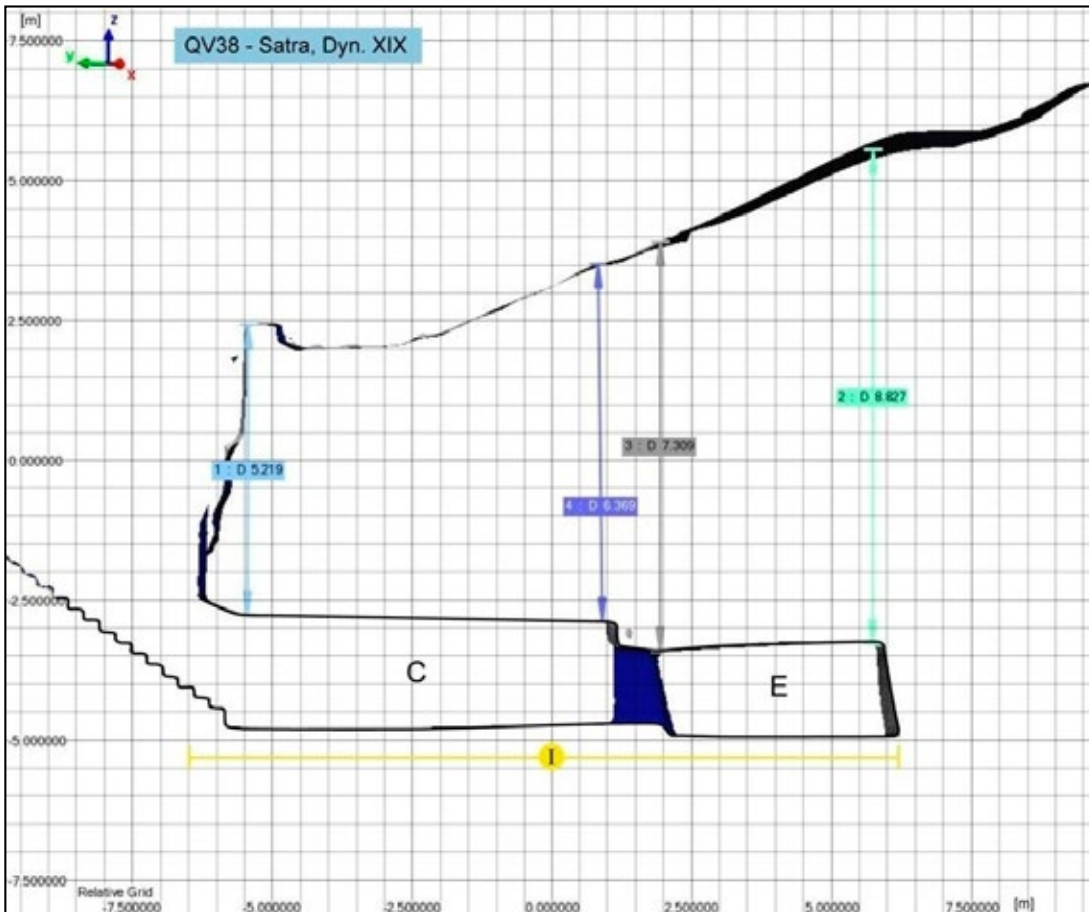 [m]
7.500000
z
y
x
QV38 - Satra, Dyn. XIX
5.000000
2.500000
2 : D 8.827
3 : D 7.309
0.000000
1 : D 5.219
4 : D 6.369
-2.500000
C
E
-5.000000
I
-7.500000
Relative Grid
-7.500000
-5.000000
-2.500000
0.000000
2.500000
5.000000
7.500000
[m]